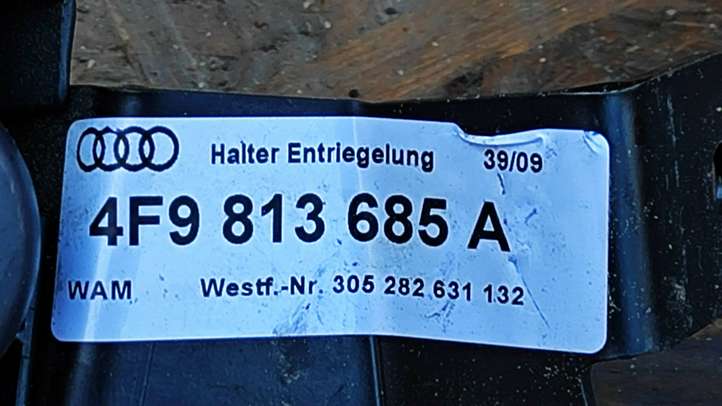 Halter Entriegelung 39/09
4F9 813 685 A
WAM Westf.-Nr. 305 282 631 132